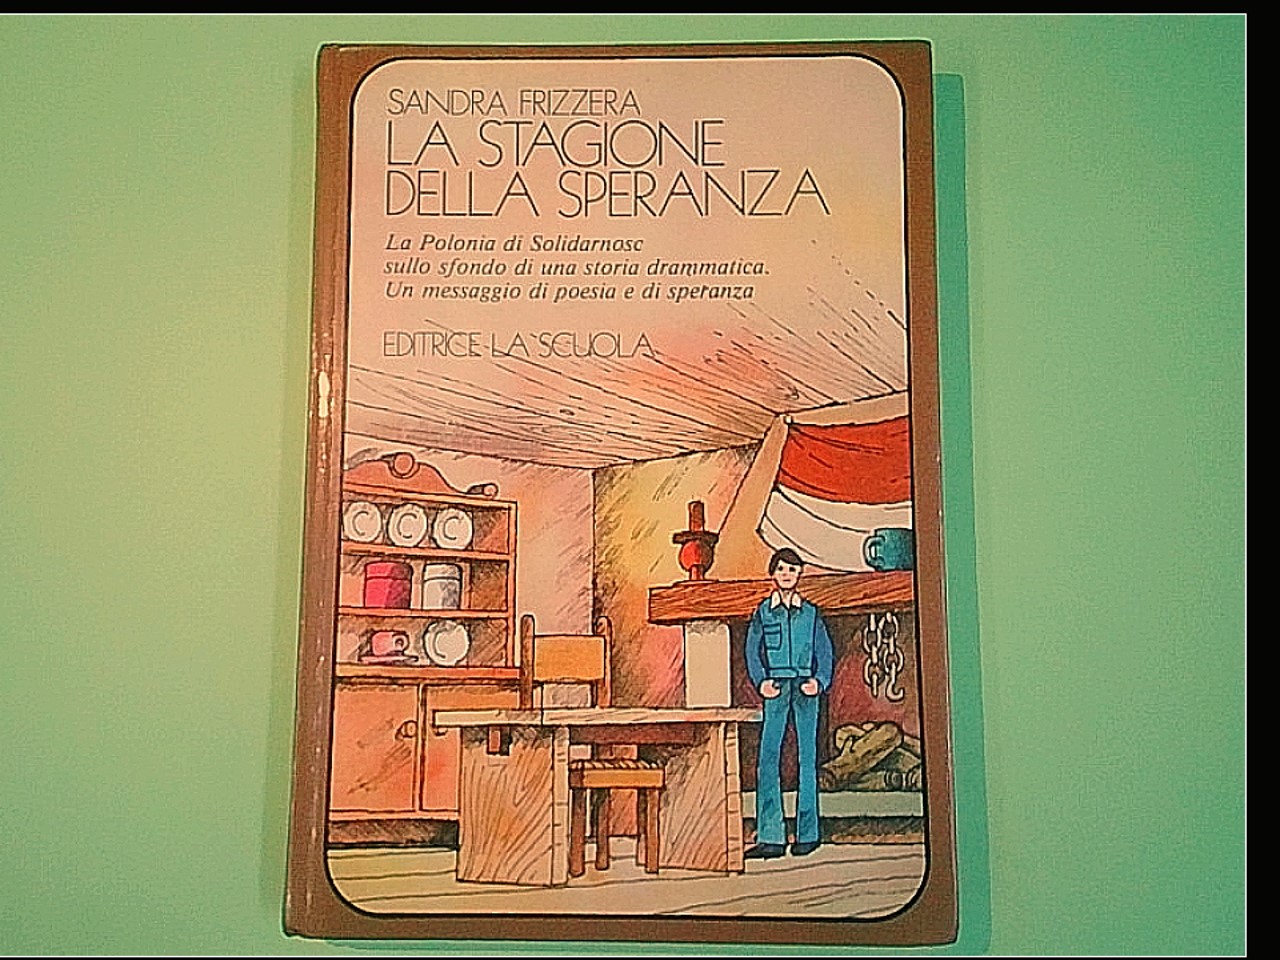 SANDRA FRIZZERA
LA STAGIONE
DELLA SPERANZA
La Polonia di Solidarnosc
sullo sfondo di una storia drammatica.
Un messaggio di poesia e di speranza
EDITRICE LA SCUOLA